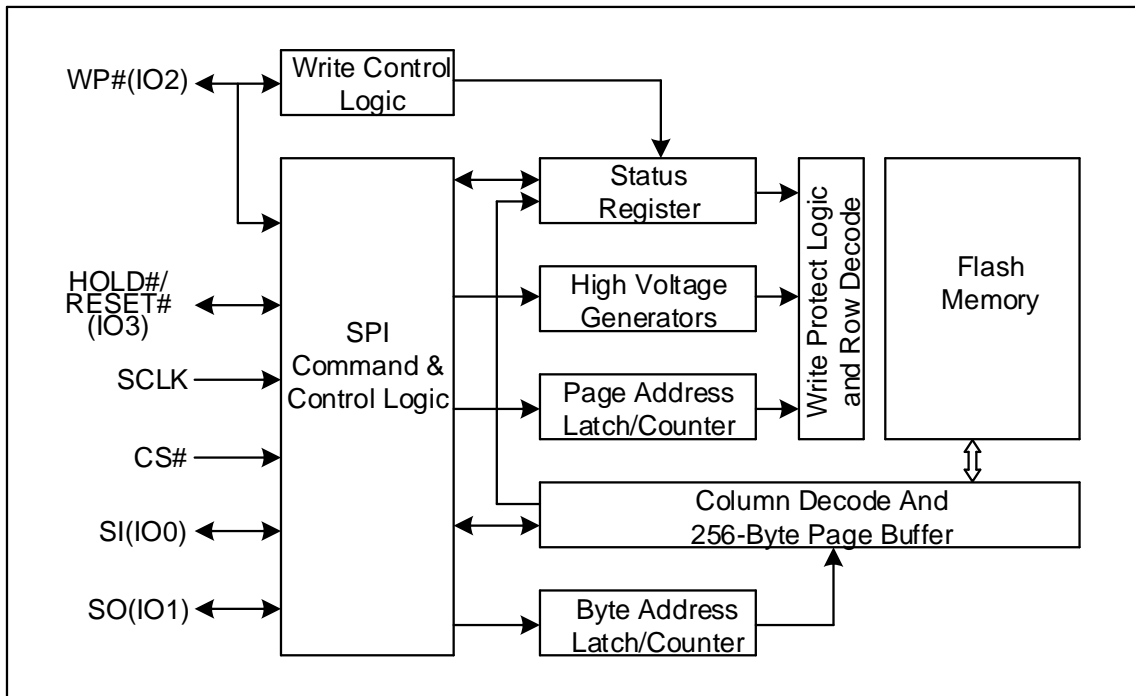 WP#(IO2)
Write Control
Logic
HOLD#/
RESET#
(IO3)
SCLK
CS#
SI(IO0)
SO(IO1)
SPI
Command &
Control Logic
Status
Register
High Voltage
Generators
Page Address
Latch/Counter
Write Protect Logic
and Row Decode
Flash
Memory
Column Decode And
256-Byte Page Buffer
Byte Address
Latch/Counter